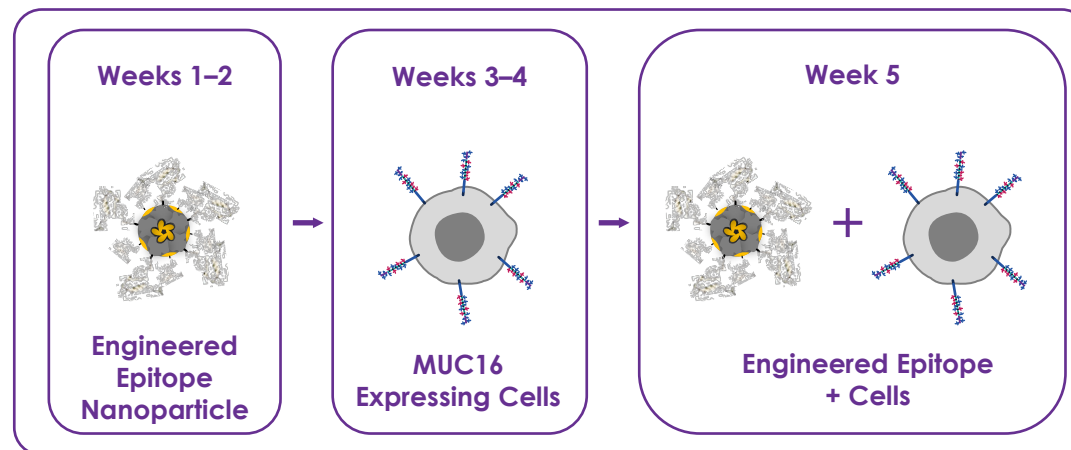 Weeks 1–2
Engineered
Epitope
Nanoparticle
Weeks 3–4
MUC16
Expressing Cells
Week 5
+
Engineered Epitope
+ Cells